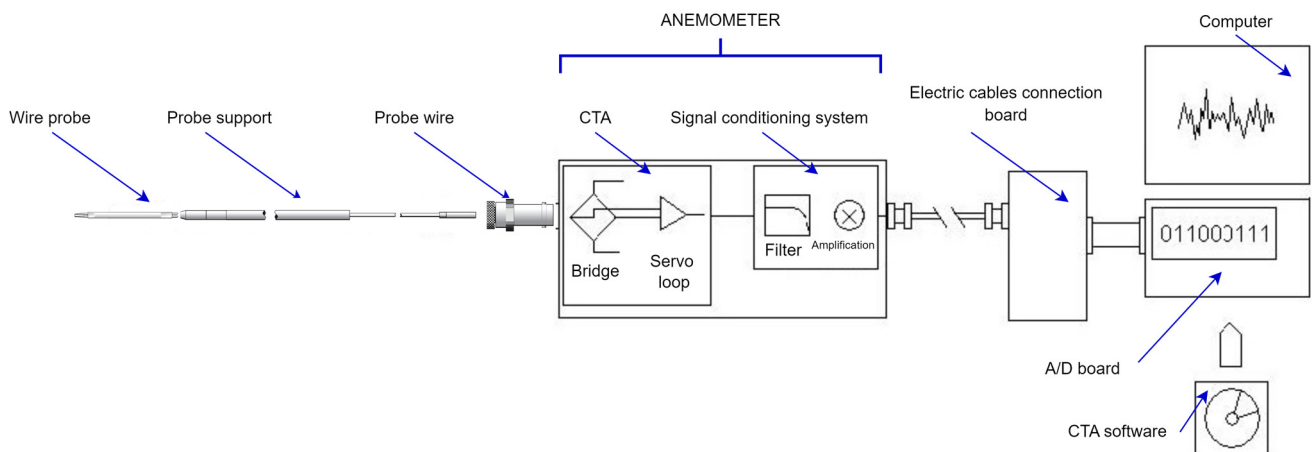 ANEMOMETER
Computer
Electric cables connection
board
Wire probe
Probe support
Probe wire
CTA
Signal conditioning system
011000111
Filter
Amplification
Bridge
Servo
loop
A/D board
CTA software